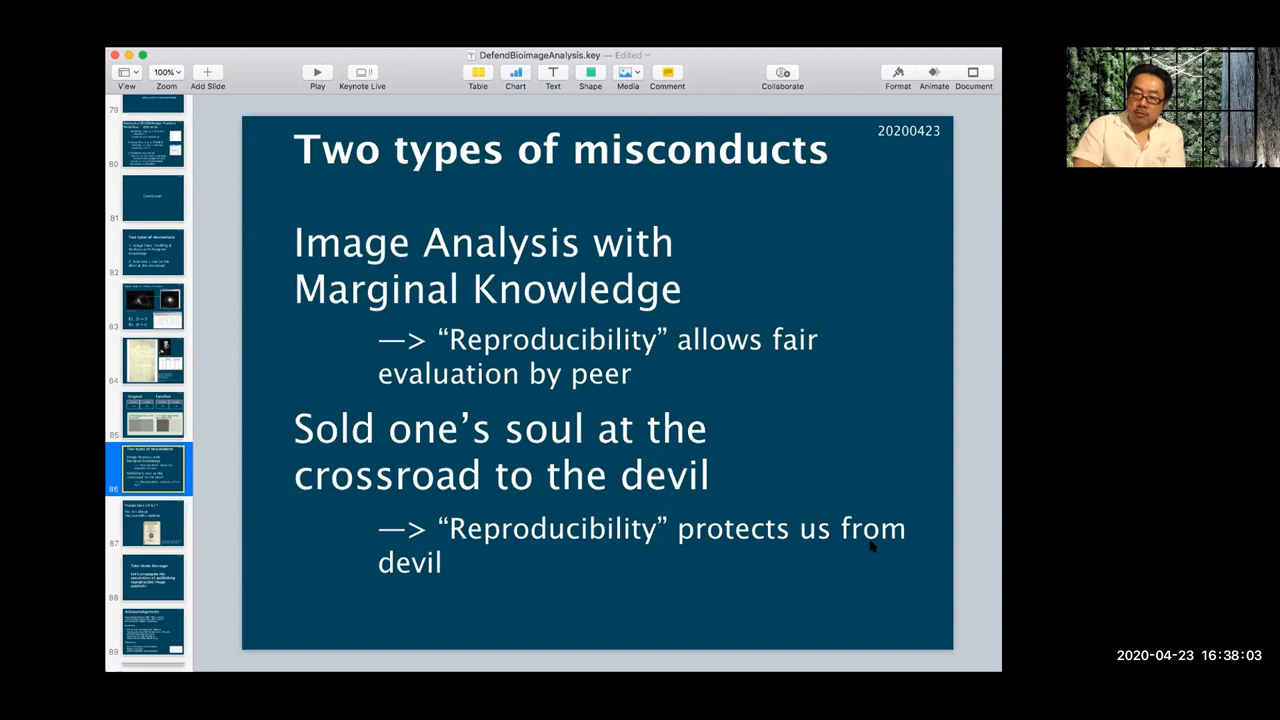 DefendBioimageAnalysis.key — Edited
100%
View
Zoom
Add Slide
Play
Keynote Live
Table
Chart
Text
Shape
Media
Comment
Collaborate
Format
Animate
Document
79
80
81
Conclusion
82
Two types of misconducts
83
84
85
Original
Falsified
86
Two types of misconducts
87
88
Take Home Message
89
Acknowledgements
20200423
Two types of misconducts
Image Analysis with
Marginal Knowledge
—> “Reproducibility” allows fair
evaluation by peer
Sold one’s soul at the
crossroad to the devil
—> “Reproducibility” protects us from
devil
2020-04-23 16:38:03